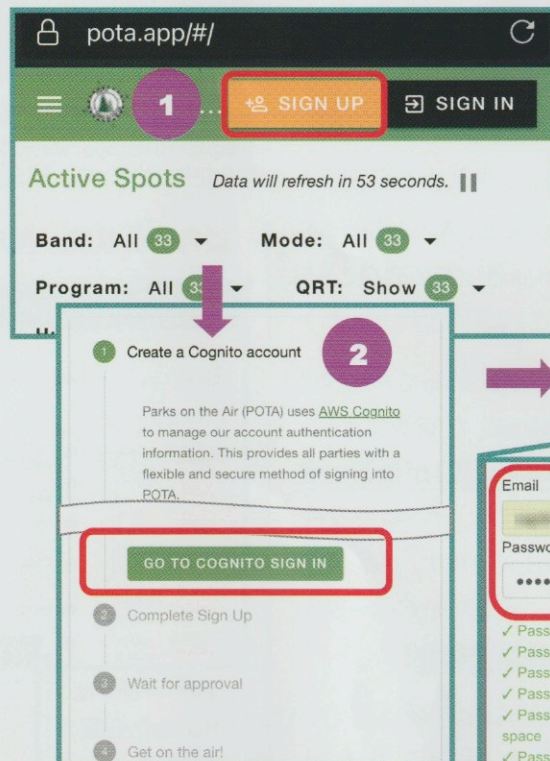 pota.app/#/
1
...
SIGN UP
SIGN IN
Active Spots
Data will refresh in 53 seconds.
Band: All 33
Mode: All 33
Program: All 33
QRT: Show 33
1 Create a Cognito account
2
Parks on the Air (POTA) uses AWS Cognito
to manage our account authentication
information. This provides all parties with a
flexible and secure method of signing into
POTA.
GO TO COGNITO SIGN IN
2 Complete Sign Up
3 Wait for approval
4 Get on the air!
Email
Passwo
✓ Pass
✓ Pass
✓ Pass
✓ Pass
✓ Pass
space
✓ Pass